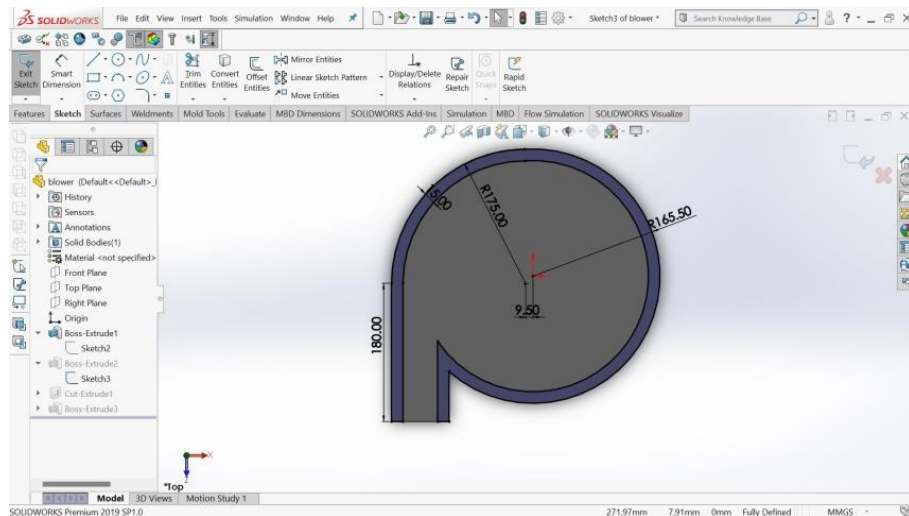 SOLIDWORKS File Edit View Insert Tools Simulation Window Help Sketch3 of blower * Search Knowledge Base
Exit Sketch
Smart Dimension
Trim Entities
Convert Entities
Offset Entities
Mirror Entities
Linear Sketch Pattern
Move Entities
Display/Delete Relations
Repair Sketch
Quick Snaps
Rapid Sketch
Features Sketch Surfaces Weldments Mold Tools Evaluate MBD Dimensions SOLIDWORKS Add-Ins Simulation MBD Flow Simulation SOLIDWORKS Visualize
blower (Default<<Default>_
History
Sensors
Annotations
Solid Bodies(1)
Material <not specified>
Front Plane
Top Plane
Right Plane
Origin
Boss-Extrude1
Sketch2
Boss-Extrude2
Sketch3
Cut-Extrude1
Boss-Extrude3
15.00
R175.00
R165.50
9.50
180.00
X
Z
*Top
Model 3D Views Motion Study 1
SOLIDWORKS Premium 2019 SP1.0 271.97mm 7.91mm 0mm Fully Defined MMGS